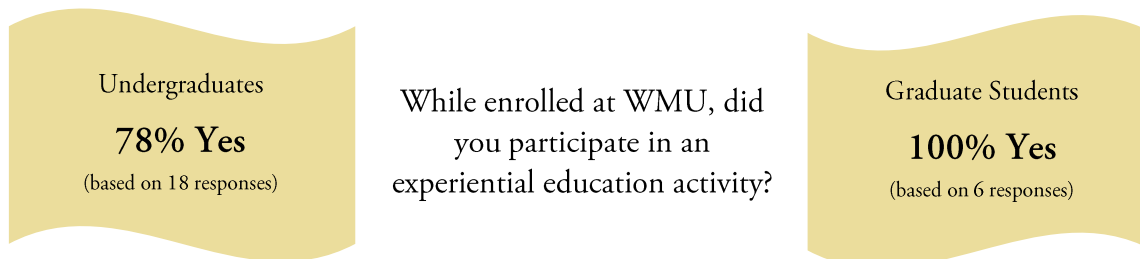 Undergraduates
78% Yes
(based on 18 responses)
While enrolled at WMU, did
you participate in an
experiential education activity?
Graduate Students
100% Yes
(based on 6 responses)